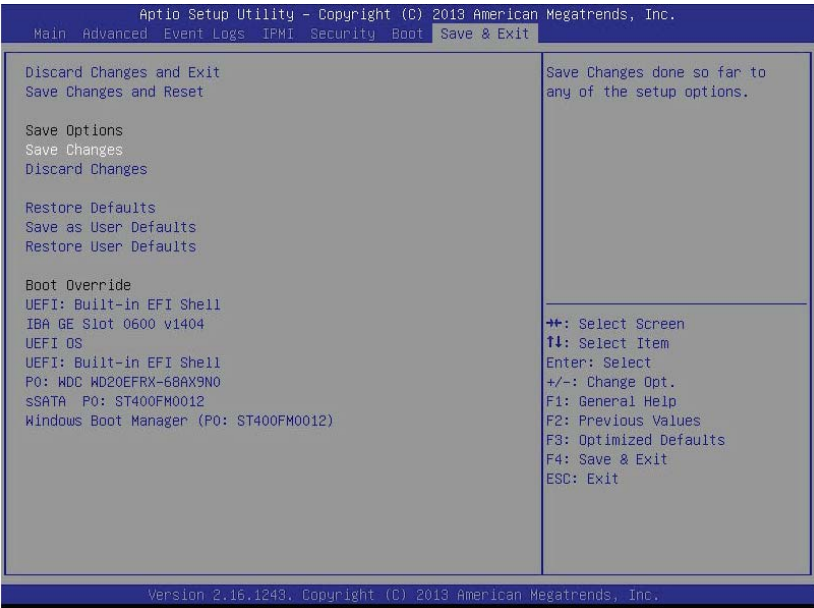 Aptio Setup Utility – Copyright (C) 2013 American Megatrends, Inc.
Main Advanced Event Logs IPMI Security Boot Save & Exit
Discard Changes and Exit
Save Changes and Reset
Save Options
Save Changes
Discard Changes
Restore Defaults
Save as User Defaults
Restore User Defaults
Boot Override
UEFI: Built-in EFI Shell
IBA GE Slot 0600 v1404
UEFI OS
UEFI: Built-in EFI Shell
P0: WDC WD20EFRX-68AX9N0
sSATA P0: ST400FM0012
Windows Boot Manager (P0: ST400FM0012)
Save Changes done so far to
any of the setup options.
→←: Select Screen
↑↓: Select Item
Enter: Select
+/-: Change Opt.
F1: General Help
F2: Previous Values
F3: Optimized Defaults
F4: Save & Exit
ESC: Exit
Version 2.16.1243. Copyright (C) 2013 American Megatrends, Inc.